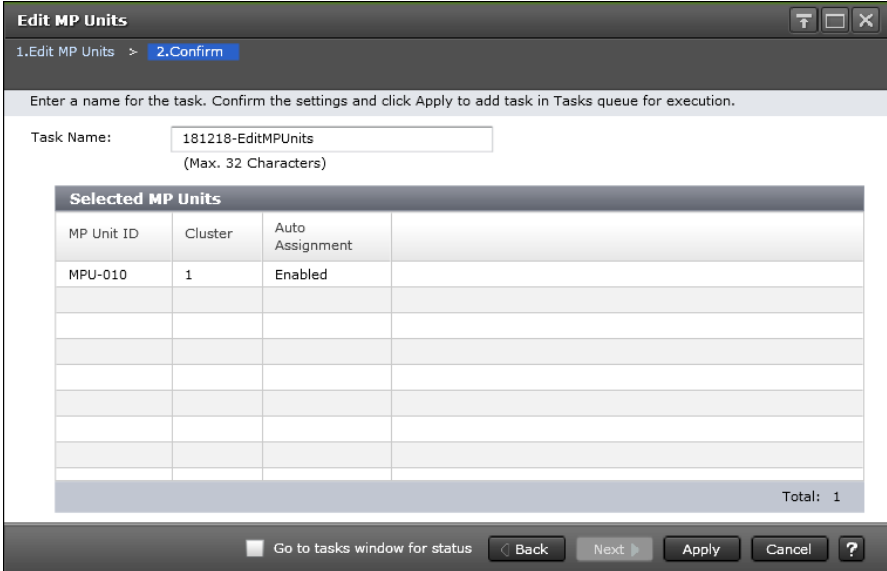 Edit MP Units
1.Edit MP Units > 2.Confirm
Enter a name for the task. Confirm the settings and click Apply to add task in Tasks queue for execution.
Task Name: 181218-EditMPUnits
(Max. 32 Characters)
Selected MP Units
MP Unit ID Cluster Auto Assignment
MPU-010 1 Enabled
Total: 1
Go to tasks window for status Back Next Apply Cancel ?